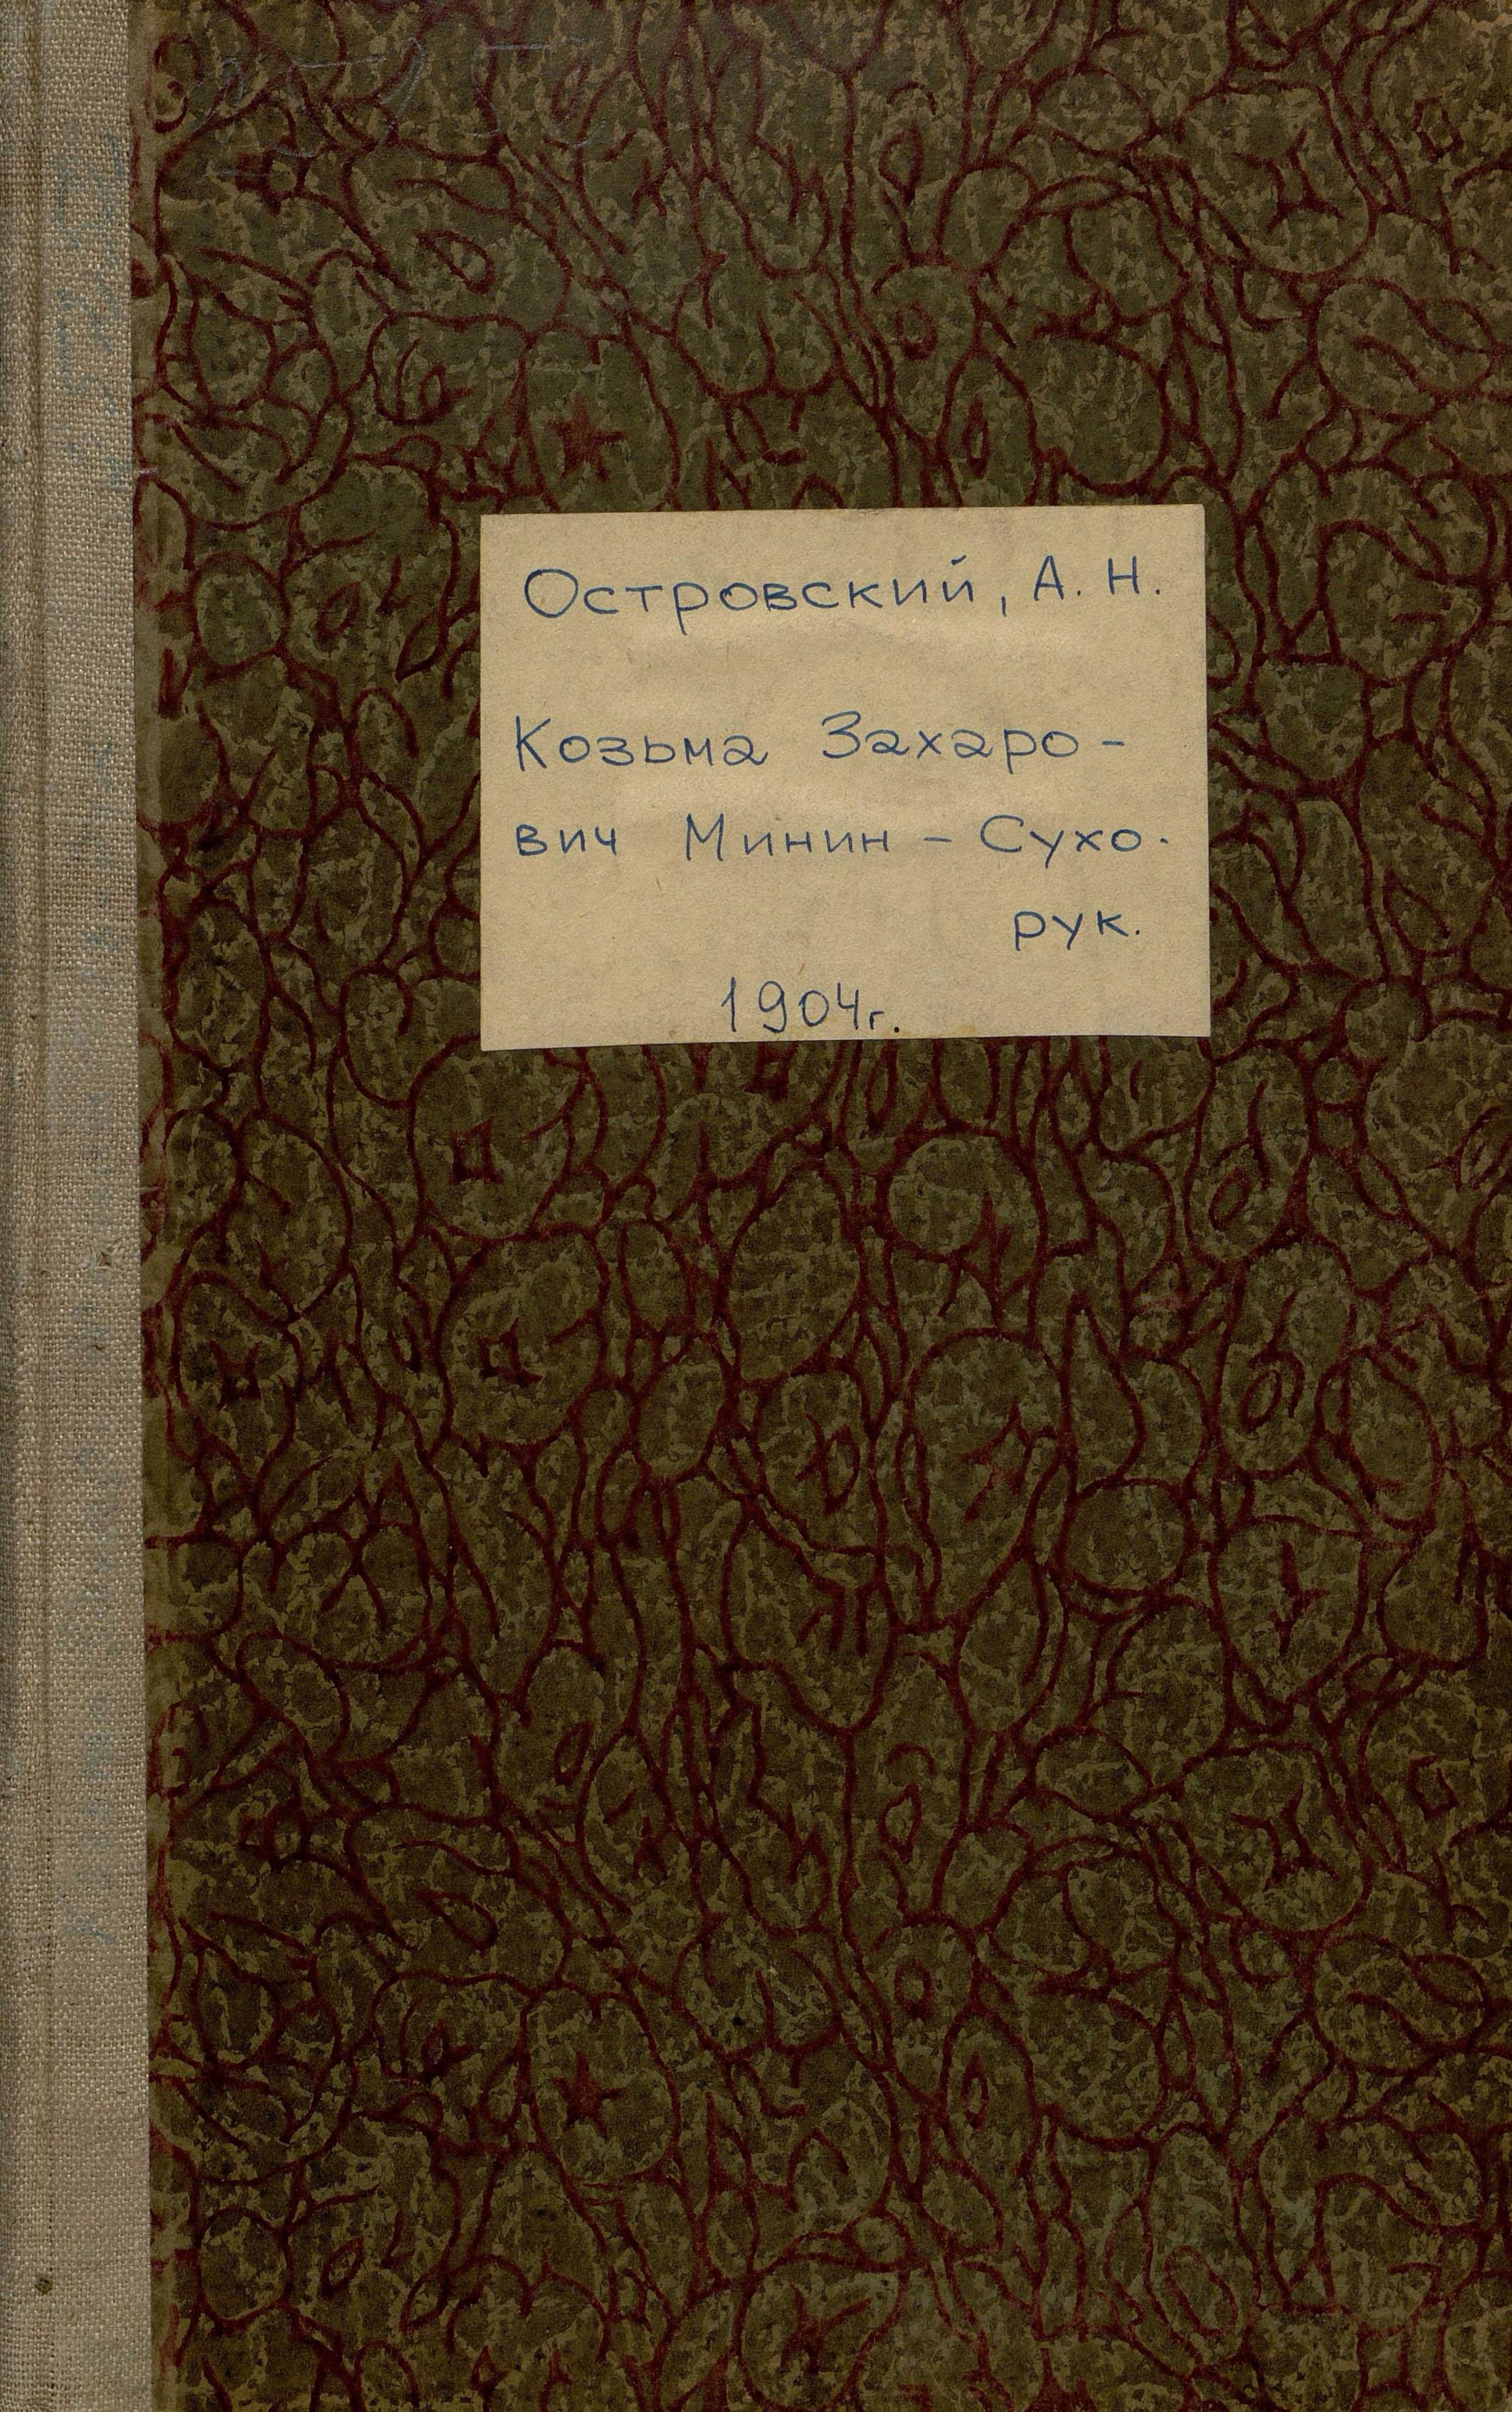 Островский, А. Н.
Козьма Захаро-
вич Минин - Сухо-
рук.
1904г.